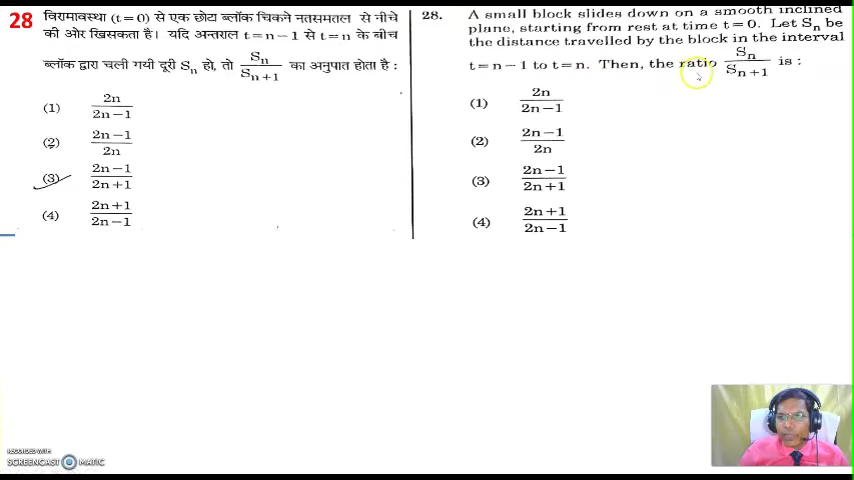 28
विरामावस्था (t=0) से एक छोटा ब्लॉक चिकने नतसमतल से नीचे
की ओर खिसकता है। यदि अन्तराल t=n-1 से t=n के बीच
ब्लॉक द्वारा चली गयी दूरी Sn हो, तो Sn/Sn+1 का अनुपात होता है :
(1) 2n/2n-1
(2) 2n-1/2n
(3) 2n-1/2n+1
(4) 2n+1/2n-1
28. A small block slides down on a smooth inclined
plane, starting from rest at time t=0. Let Sn be
the distance travelled by the block in the interval
t=n-1 to t=n. Then, the ratio Sn/Sn+1 is :
(1) 2n/2n-1
(2) 2n-1/2n
(3) 2n-1/2n+1
(4) 2n+1/2n-1
RECORDED WITH
SCREENCAST MATIC